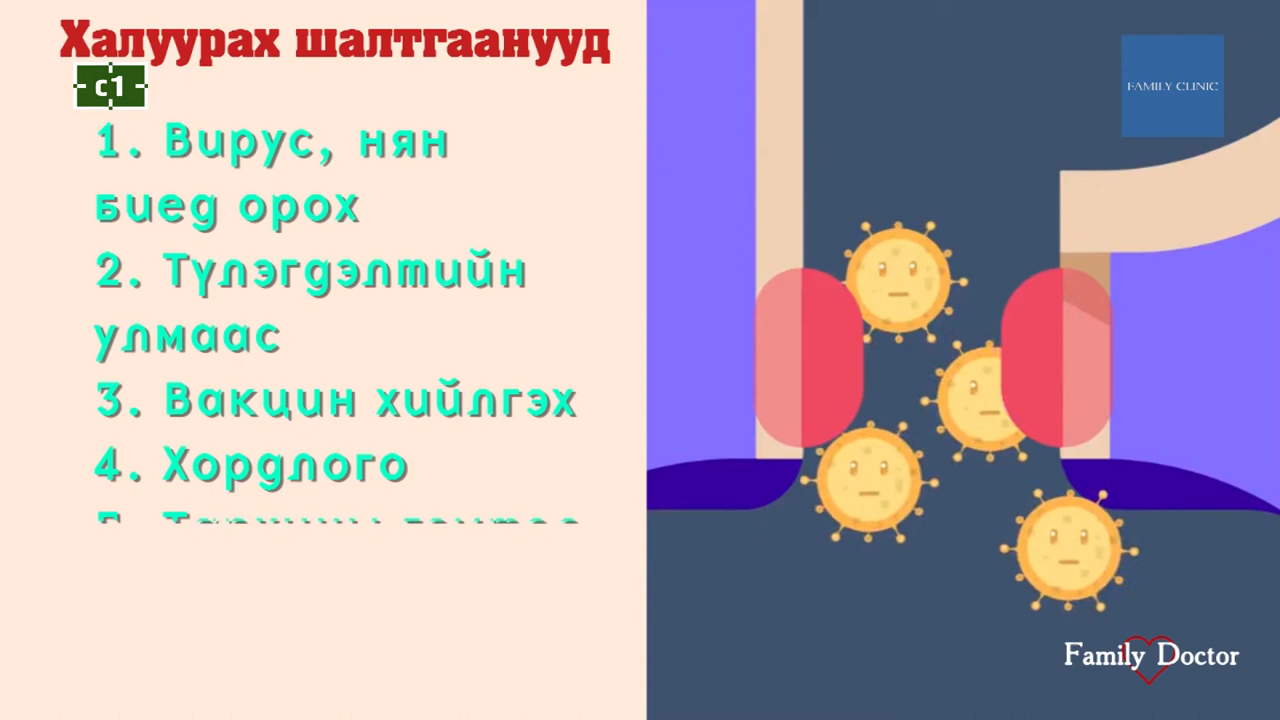 Халуурах шалтгаанууд
c1
1. Вирус, нян
биед орох
2. Түлэгдэлтийн
улмаас
3. Вакцин хийлгэх
4. Хордлого
FAMILY CLINIC
Family Doctor